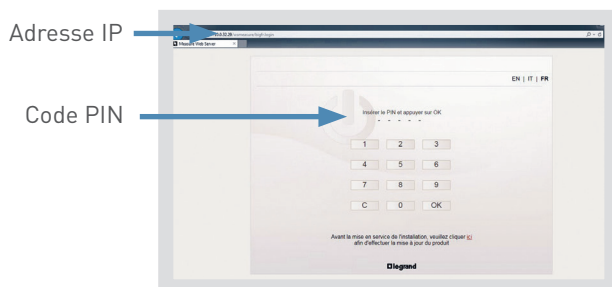 Adresse IP
Measure Web Server
EN | IT | FR
Code PIN
Insérer le PIN et appuyer sur OK
- - - - -
1 2 3
4 5 6
7 8 9
C 0 OK
Avant la mise en service de l'installation, veuillez cliquer ici
afin d'effectuer la mise à jour du produit
legrand